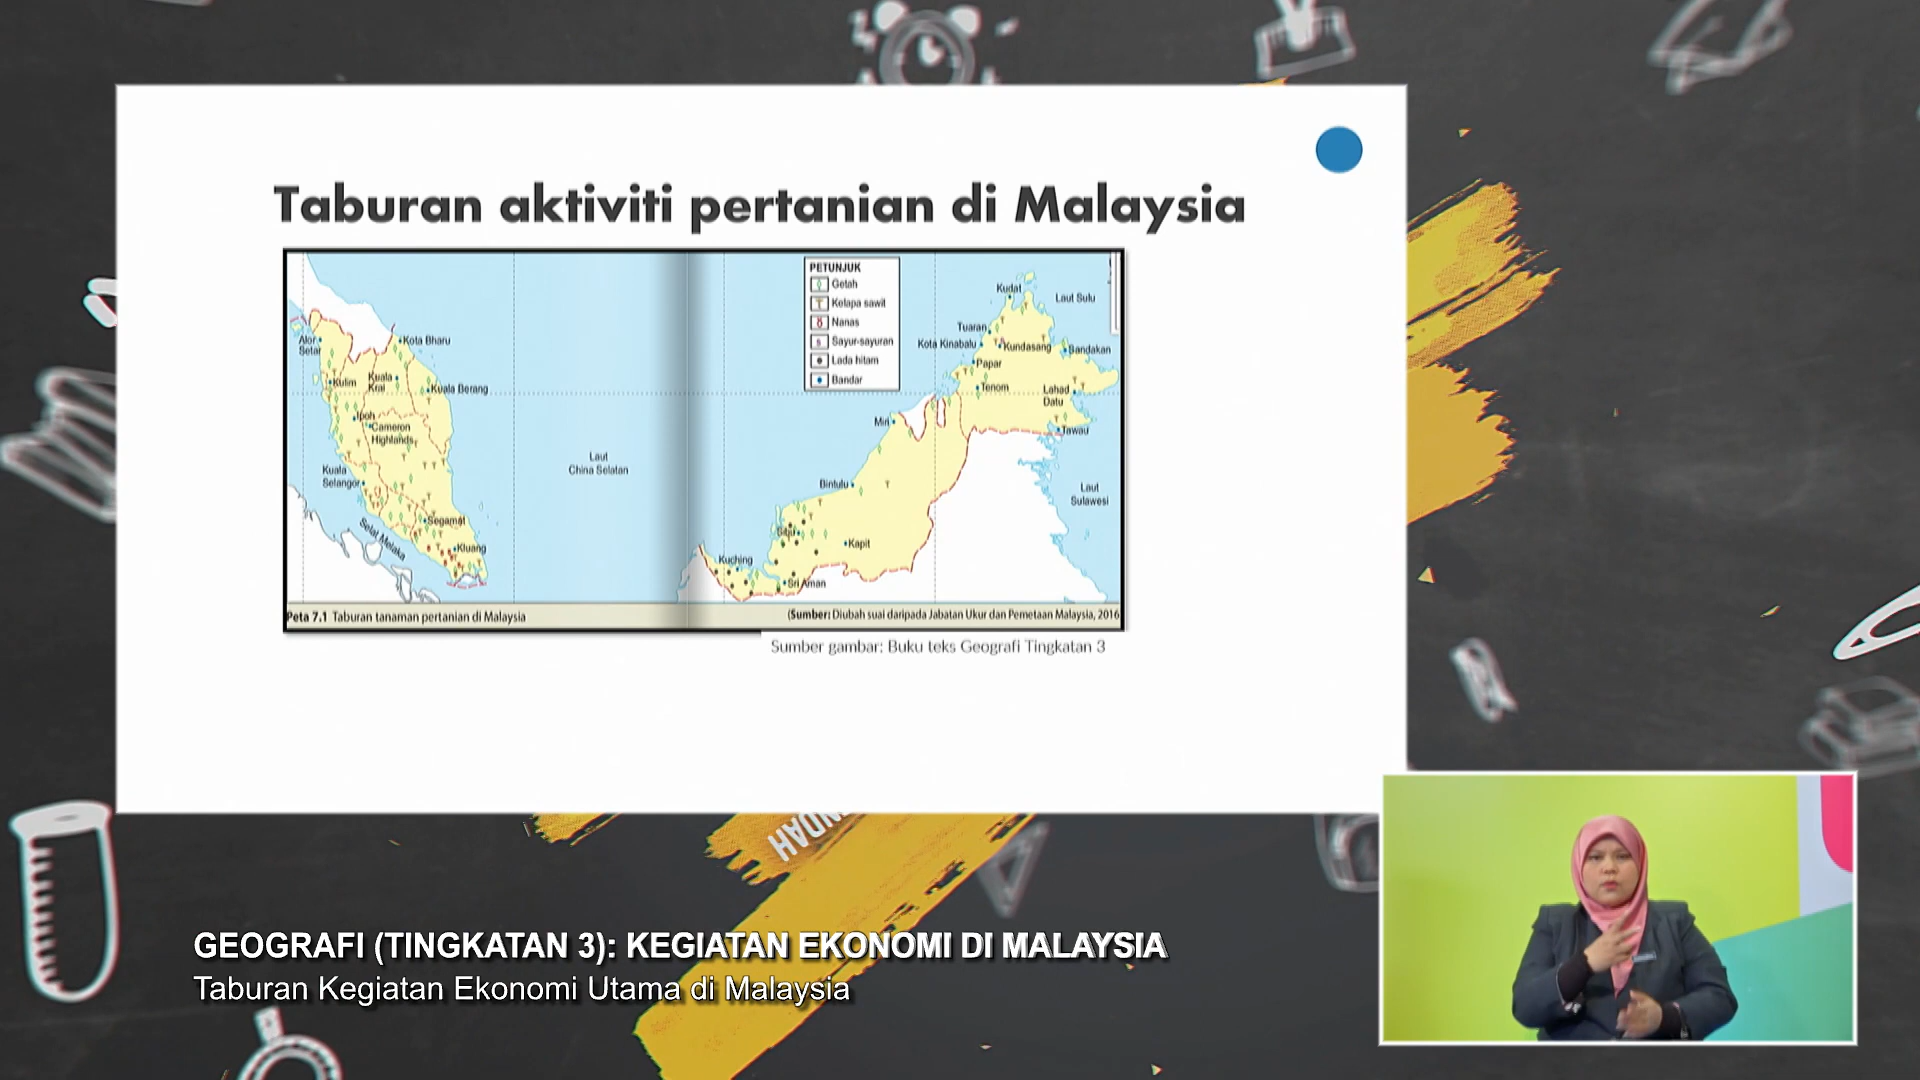 Taburan aktiviti pertanian di Malaysia
PETUNJUK
Getah
Kelapa sawit
Nanas
Sayur-sayuran
s
Lada hitam
Bandar
Alor
Setar
Kota Bharu
Kulim
Kuala
Krai
Kuala Berang
Ipoh
Cameron
Highlands
Kuala
Selangor
Segamat
Selat Melaka
Kluang
Laut
China Selatan
Kudat
Laut Sulu
Tuaran
Kota Kinabalu
Kundasang
Sandakan
Papar
Tenom
Lahad
Datu
Miri
Tawau
Bintulu
Laut
Sulawesi
Sibu
Kapit
Kuching
Sri Aman
Peta 7.1 Taburan tanaman pertanian di Malaysia
(Sumber: Diubah suai daripada Jabatan Ukur dan Pemetaan Malaysia, 2016
Sumber gambar: Buku teks Geografi Tingkatan 3
GEOGRAFI (TINGKATAN 3): KEGIATAN EKONOMI DI MALAYSIA
Taburan Kegiatan Ekonomi Utama di Malaysia